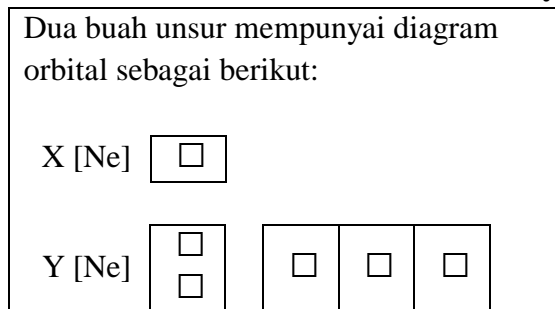 Dua buah unsur mempunyai diagram
orbital sebagai berikut:
X [Ne] □
Y [Ne] □ □ □ □ □